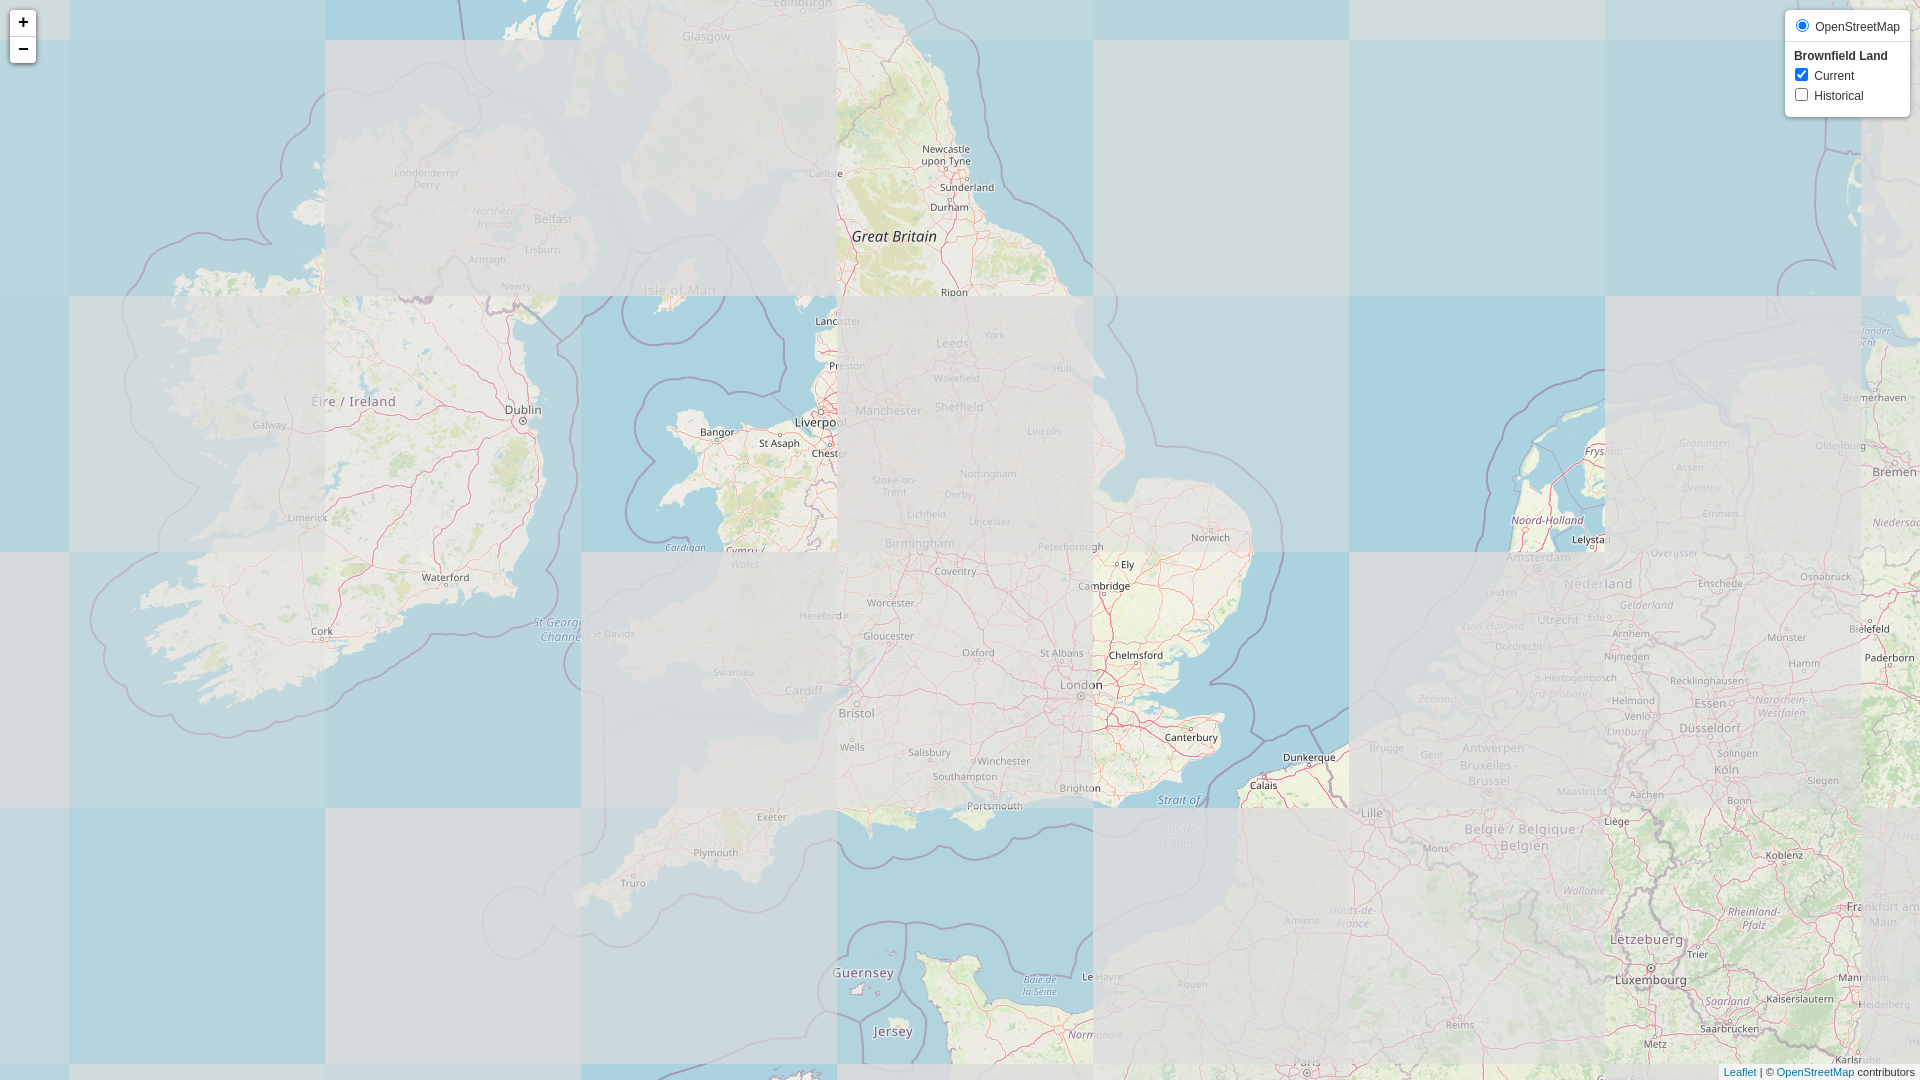 +
−
OpenStreetMap
Brownfield Land
Current
Historical
Edinburgh
Glasgow
Newcastle
upon Tyne
Carlisle
Londonderry/
Derry
Sunderland
Durham
Northern
Ireland
Belfast
Great Britain
Lisburn
Armagh
Newry
Isle of Man
Ripon
Lancaster
York
Leeds
Preston
Hull
Wakefield
Bremerhaven
Éire / Ireland
Dublin
Manchester
Sheffield
Liverpool
Galway
Bangor
Lincoln
St Asaph
Groningen
Oldenburg
Chester
Fryslân
Assen
Bremen
Nottingham
Stoke-on-
Trent
Derby
Drenthe
Limerick
Lichfield
Leicester
Emmen
Noord-Holland
Niedersac
Norwich
Lelystad
Birmingham
Peterborough
Cardigan
Cymru /
Wales
Overijssel
Amsterdam
Ely
Coventry
Waterford
Cambridge
Nederland
Enschede
Osnabrück
Leiden
Worcester
Gelderland
Hereford
Utrecht
Ede
St George
Channe
Cork
St Davids
Gloucester
Zuid-Holland
Arnhem
Bielefeld
Münster
Dordrecht
Oxford
St Albans
Chelmsford
Nijmegen
Paderborn
Hamm
Swansea
's-Hertogenbosch
Recklinghausen
London
Cardiff
Noord-Brabant
Zeeland
Helmond
Essen
Nordrhein-
Westfalen
Bristol
Venlo
Düsseldorf
Limburg
Canterbury
Wells
Brugge
Antwerpen
Salisbury
Gent
Solingen
Dunkerque
Winchester
Bruxelles -
Brussel
Köln
Southampton
Calais
Brighton
Maastricht
Aachen
Siegen
Strait of
Pas de
Calais
Bonn
Portsmouth
Exeter
Lille
Liège
België / Belgique /
Belgien
Mons
Plymouth
Koblenz
Truro
Wallonie
Hauts-de-
France
Amiens
Rheinland-
Pfalz
Frankfurt am
Main
Lëtzebuerg
Trier
Guernsey
Le Havre
Baie de
la Seine
Rouen
Luxembourg
Mannheim
Saarland
Kaiserslautern
Heidelberg
Jersey
Normandie
Reims
Saarbrücken
Metz
Paris
Karlsr
Leaflet | © OpenStreetMap contributors